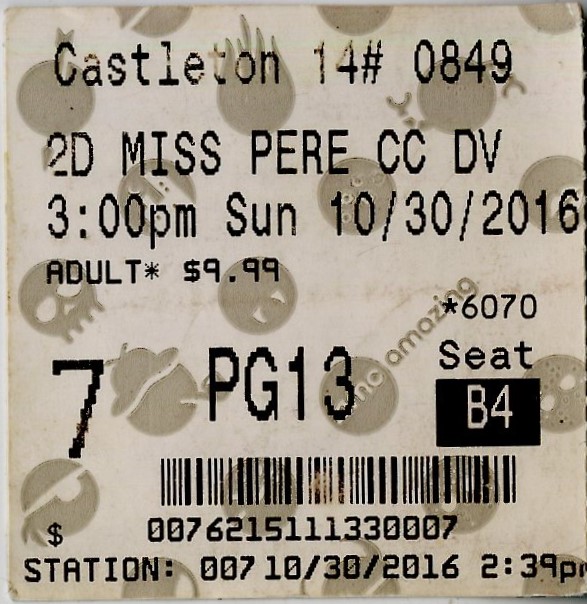 Castleton 14# 0849
2D MISS PERE CC DV
3:00pm Sun 10/30/2016
ADULT* $9.99
*6070
amazing
Seat
7 PG13 B4
$ 0076215111330007
STATION: 007 10/30/2016 2:39p